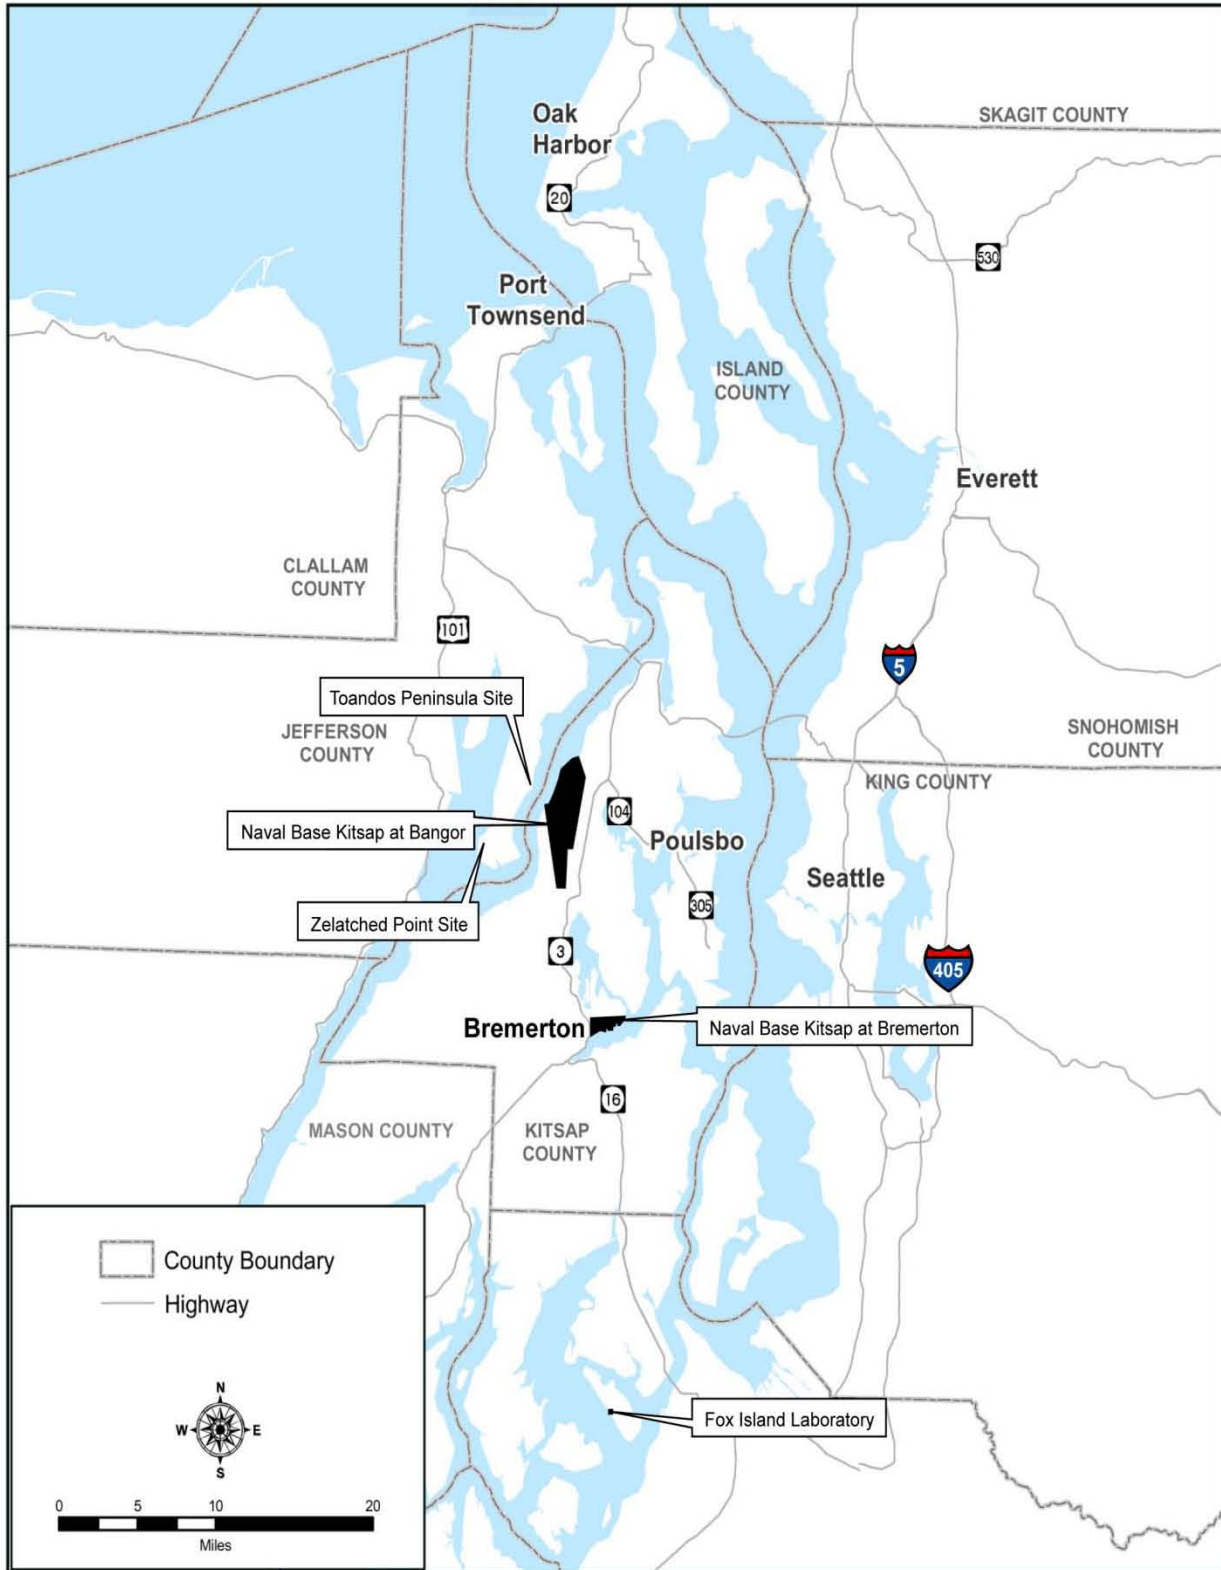 Oak
Harbor
SKAGIT COUNTY
20
530
Port
Townsend
ISLAND
COUNTY
Everett
CLALLAM
COUNTY
101
5
Toandos Peninsula Site
JEFFERSON
COUNTY
SNOHOMISH
COUNTY
KING COUNTY
104
Naval Base Kitsap at Bangor
Poulsbo
Seattle
305
Zelatched Point Site
3
405
Bremerton
Naval Base Kitsap at Bremerton
16
MASON COUNTY
KITSAP
COUNTY
County Boundary
Highway
N
W E
S
Fox Island Laboratory
0 5 10 20
Miles